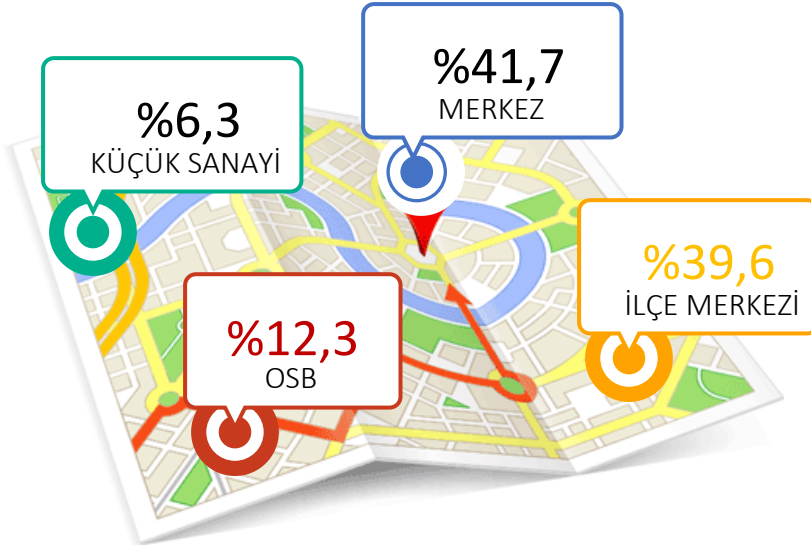 %41,7
MERKEZ
%6,3
KÜÇÜK SANAYİ
%39,6
İLÇE MERKEZİ
%12,3
OSB